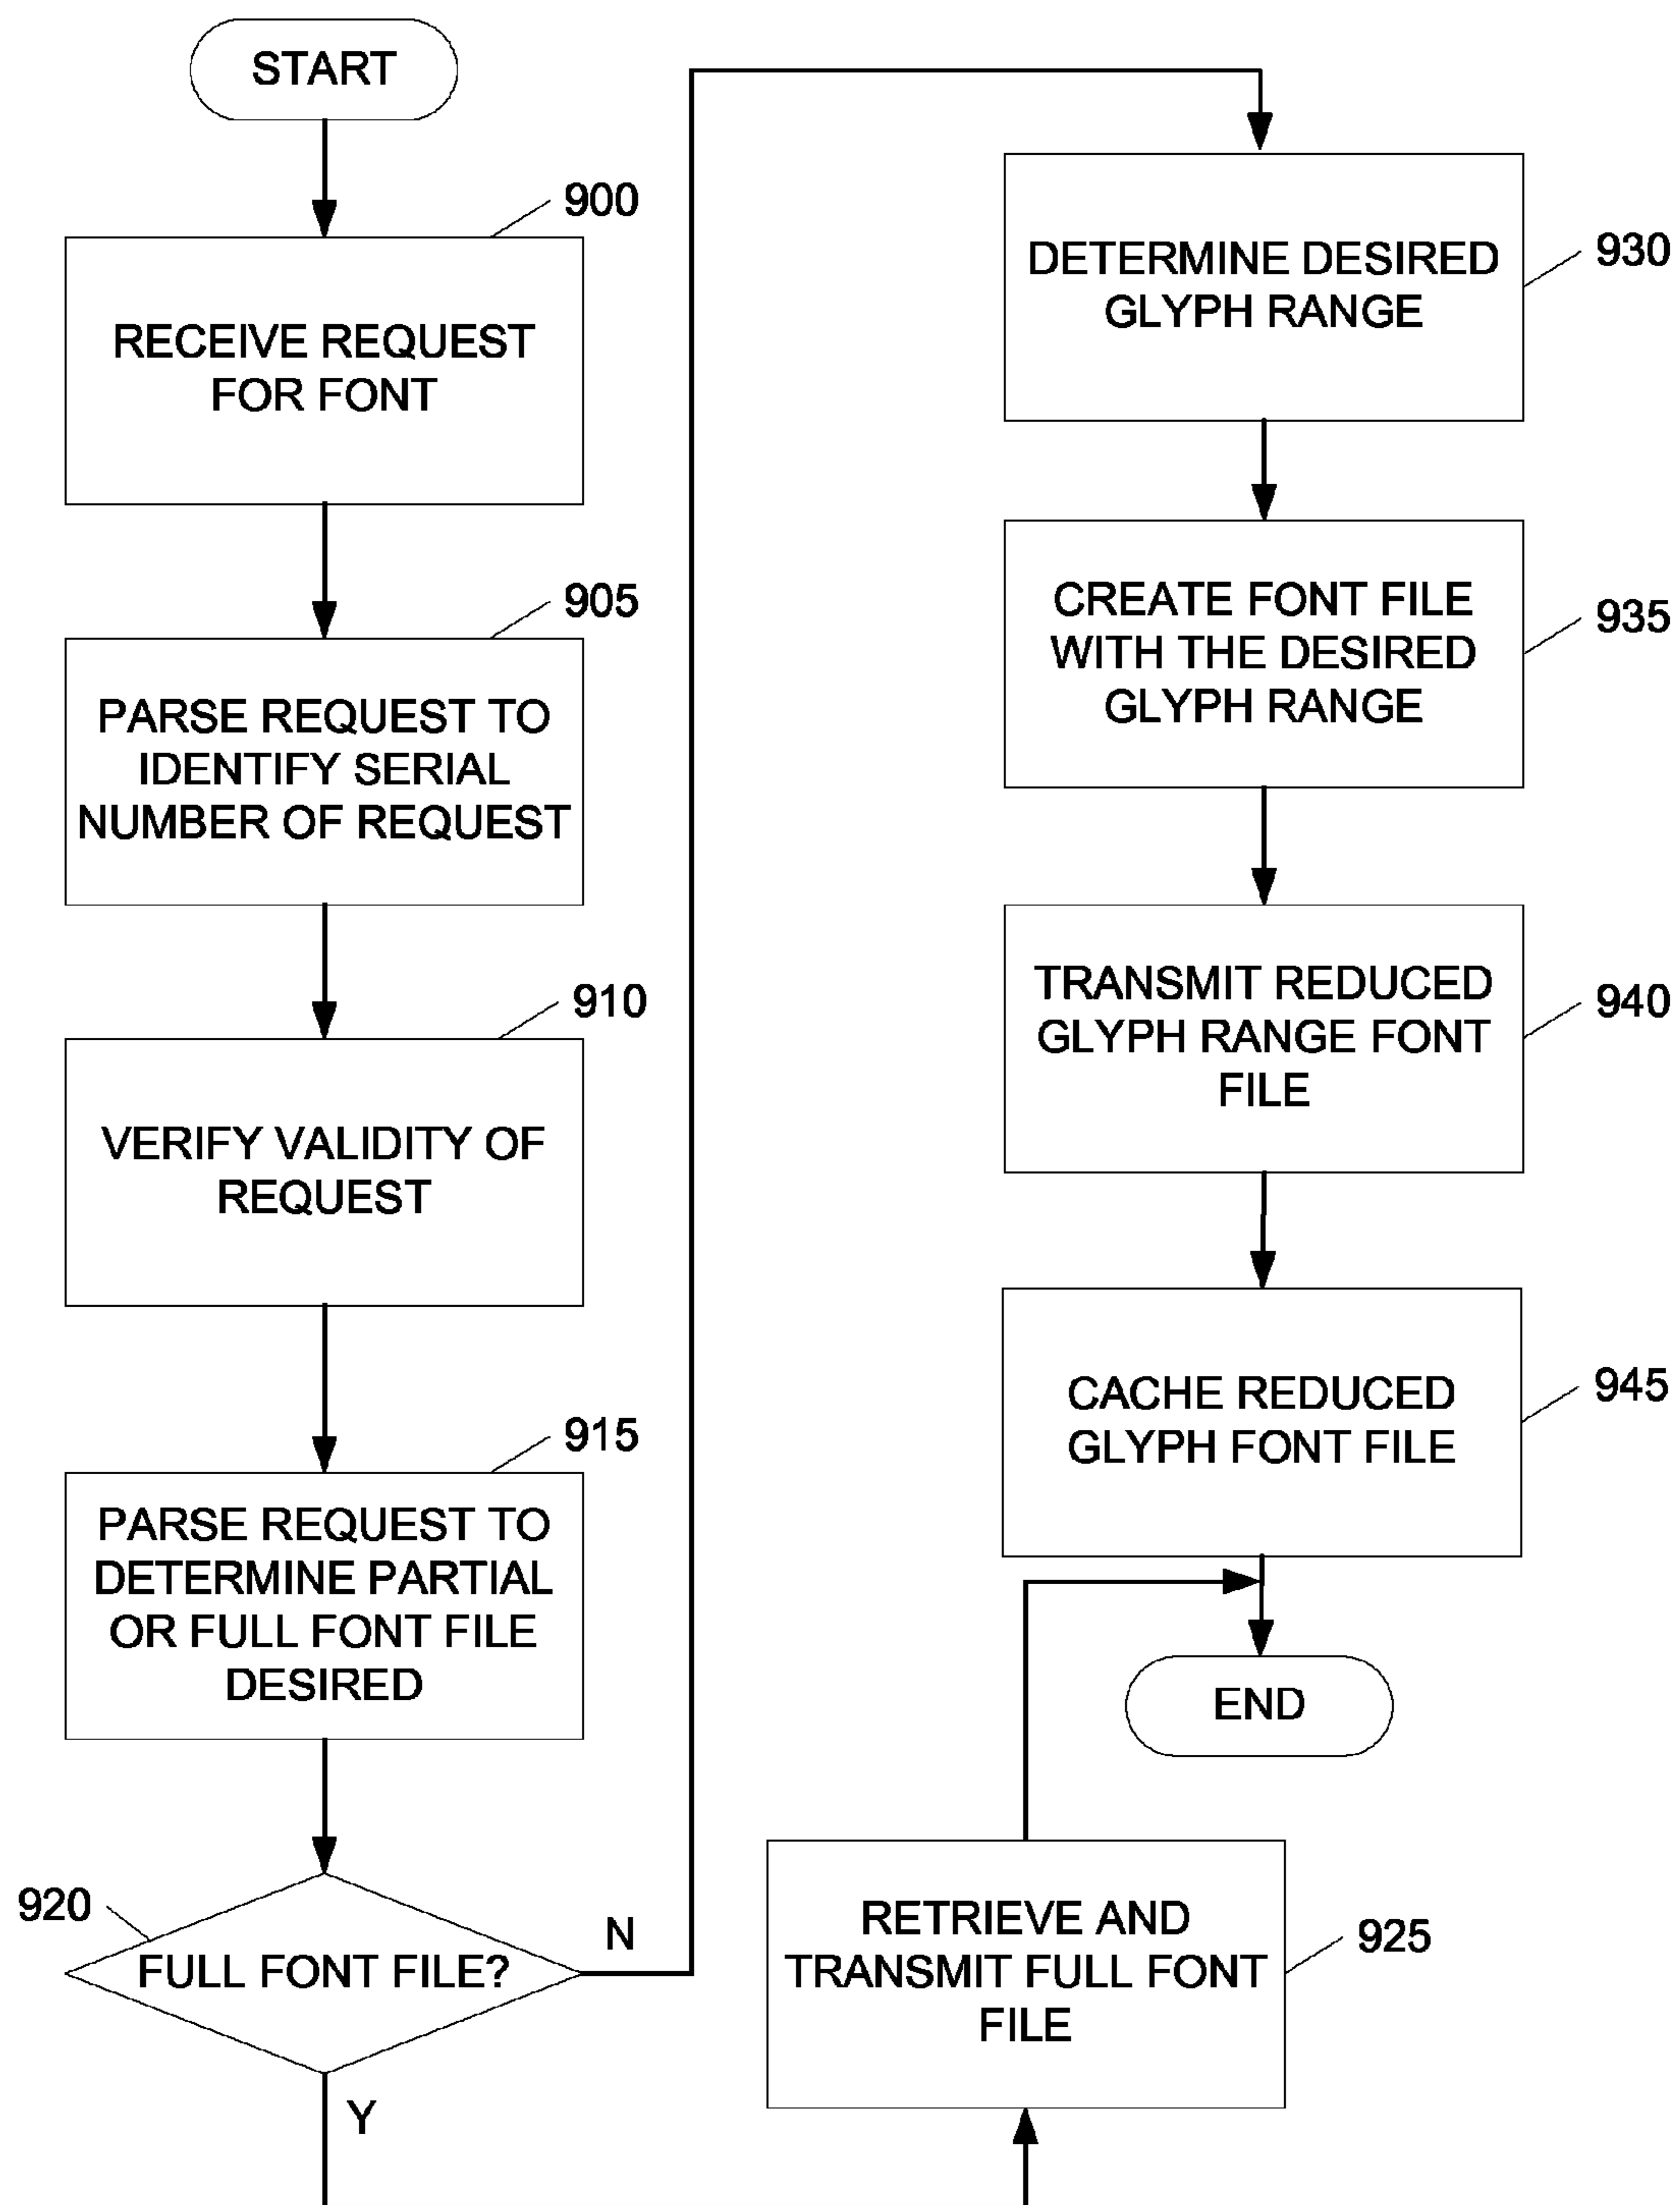 START
900
RECEIVE REQUEST
FOR FONT
905
PARSE REQUEST TO
IDENTIFY SERIAL
NUMBER OF REQUEST
910
VERIFY VALIDITY OF
REQUEST
915
PARSE REQUEST TO
DETERMINE PARTIAL
OR FULL FONT FILE
DESIRED
920
FULL FONT FILE?
N
Y
DETERMINE DESIRED
GLYPH RANGE
930
CREATE FONT FILE
WITH THE DESIRED
GLYPH RANGE
935
TRANSMIT REDUCED
GLYPH RANGE FONT
FILE
940
CACHE REDUCED
GLYPH FONT FILE
945
END
RETRIEVE AND
TRANSMIT FULL FONT
FILE
925